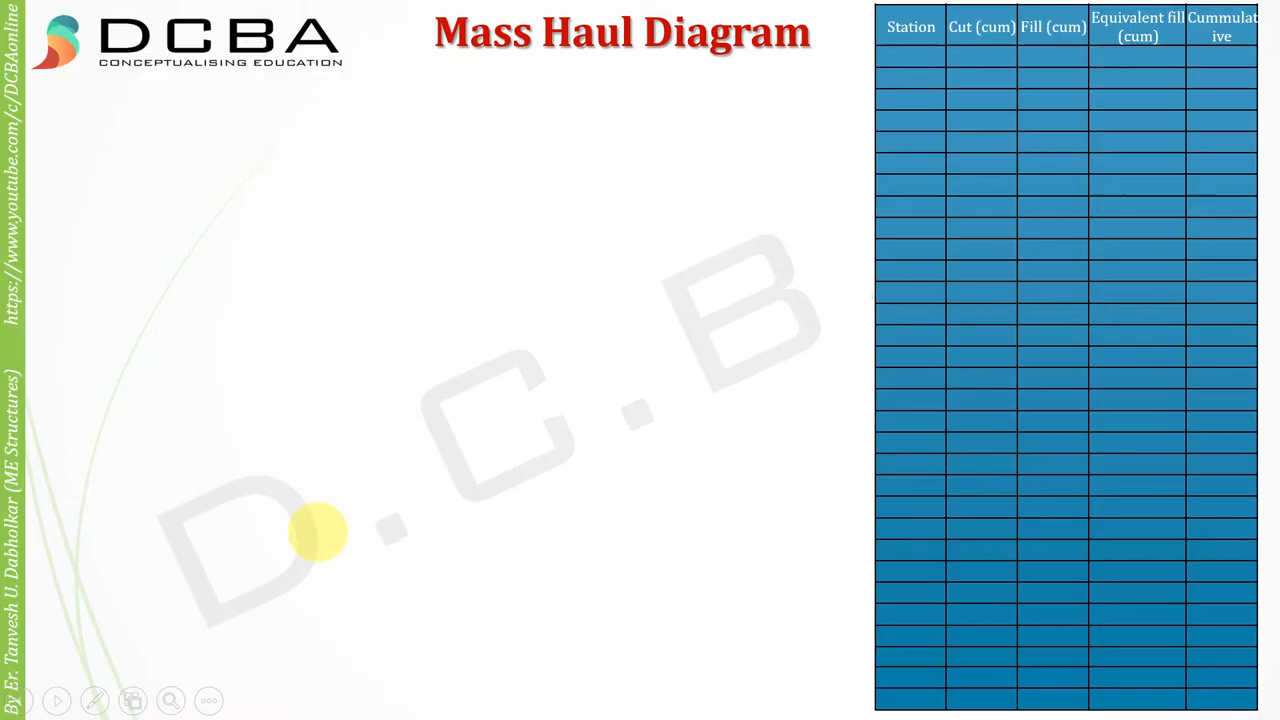 DCBA
CONCEPTUALISING EDUCATION
Mass Haul Diagram
Station
Cut (cum)
Fill (cum)
Equivalent fill
(cum)
Cummulat
ive
D.C.B
By Er. Tanvesh U. Dabholkar (ME Structures) https://www.youtube.com/c/DCBAonline